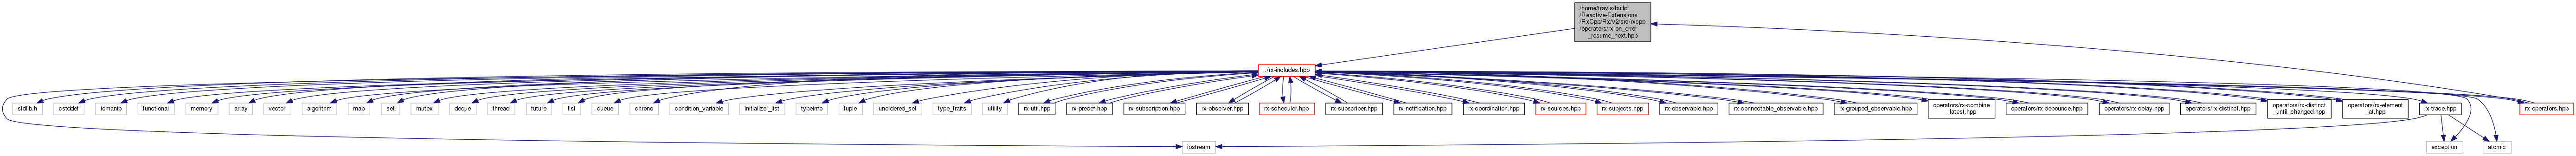 /home/travis/build
/Reactive-Extensions
/RxCpp/Rx/v2/src/rxcpp
/operators/rx-on_error
_resume_next.hpp
../rx-includes.hpp
stdlib.h
cstddef
iomanip
functional
memory
array
vector
algorithm
map
set
mutex
deque
thread
future
list
queue
chrono
condition_variable
initializer_list
typeinfo
tuple
unordered_set
type_traits
utility
rx-util.hpp
rx-predef.hpp
rx-subscription.hpp
rx-observer.hpp
rx-scheduler.hpp
rx-subscriber.hpp
rx-notification.hpp
rx-coordination.hpp
rx-sources.hpp
rx-subjects.hpp
rx-observable.hpp
rx-connectable_observable.hpp
rx-grouped_observable.hpp
operators/rx-combine
_latest.hpp
operators/rx-debounce.hpp
operators/rx-delay.hpp
operators/rx-distinct.hpp
operators/rx-distinct
_until_changed.hpp
operators/rx-element
_at.hpp
rx-trace.hpp
rx-operators.hpp
iostream
exception
atomic